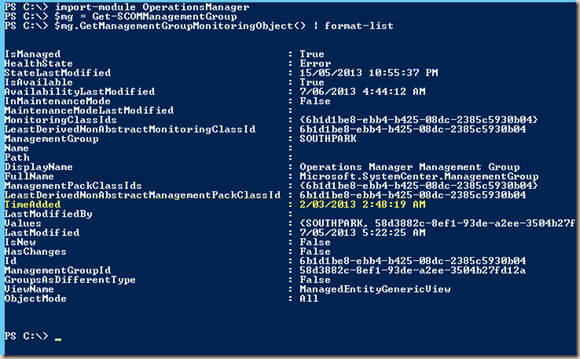 PS C:\> import-module OperationsManager
PS C:\> $mg = Get-SCOMManagementGroup
PS C:\> $mg.GetManagementGroupMonitoringObject() | format-list
IsManaged : True
HealthState : Error
StateLastModified : 15/05/2013 10:55:37 PM
IsAvailable : True
AvailabilityLastModified : 7/06/2013 4:44:12 AM
InMaintenanceMode : False
MaintenanceModeLastModified :
MonitoringClassIds : {6b1d1be8-ebb4-b425-08dc-2385c5930b04}
LeastDerivedNonAbstractMonitoringClassId : 6b1d1be8-ebb4-b425-08dc-2385c5930b04
ManagementGroup : SOUTHPARK
Name :
Path :
DisplayName : Operations Manager Management Group
FullName : Microsoft.SystemCenter.ManagementGroup
ManagementPackClassIds : {6b1d1be8-ebb4-b425-08dc-2385c5930b04}
LeastDerivedNonAbstractManagementPackClassId : 6b1d1be8-ebb4-b425-08dc-2385c5930b04
TimeAdded : 2/03/2013 2:48:19 AM
LastModifiedBy :
Values : {SOUTHPARK, 58d3882c-8ef1-93de-a2ee-3504b27f
LastModified : 7/05/2013 5:22:25 AM
IsNew : False
HasChanges : False
Id : 6b1d1be8-ebb4-b425-08dc-2385c5930b04
ManagementGroupId : 58d3882c-8ef1-93de-a2ee-3504b27fd12a
GroupsAsDifferentType : False
ViewName : ManagedEntityGenericView
ObjectMode : All
PS C:\> _